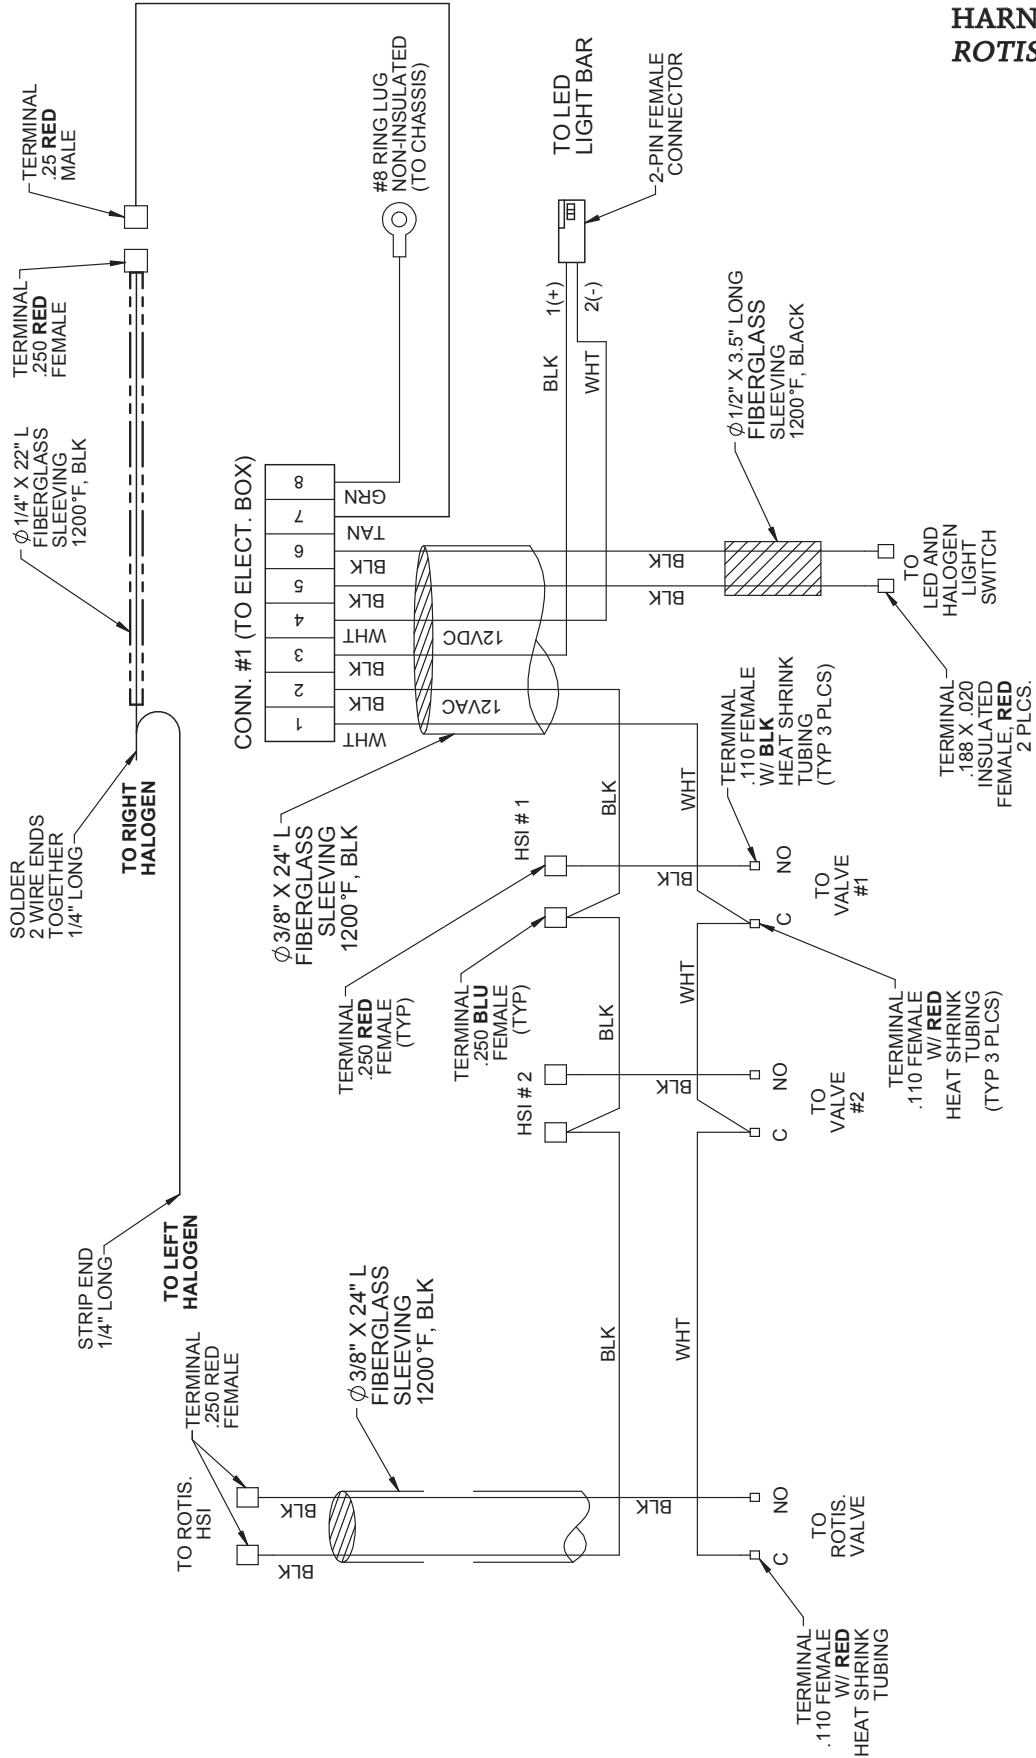 HARN
ROTIS
SOLDER
2 WIRE ENDS
TOGETHER
1/4" LONG
TO RIGHT
HALOGEN
STRIP END
1/4" LONG
TO LEFT
HALOGEN
Ø 1/4" X 22" L
FIBERGLASS
SLEEVING
1200°F, BLK
TERMINAL
.250 RED
FEMALE
TERMINAL
.25 RED
MALE
CONN. #1 (TO ELECT. BOX)
1
2
3
4
5
6
7
8
WHT
BLK
BLK
WHT
BLK
BLK
TAN
GRN
12VAC
12VDC
#8 RING LUG
NON-INSULATED
(TO CHASSIS)
TO LED
LIGHT BAR
2-PIN FEMALE
CONNECTOR
1(+)
2(-)
BLK
WHT
Ø 1/2" X 3.5" LONG
FIBERGLASS
SLEEVING
1200°F, BLACK
BLK
BLK
TO
LED AND
HALOGEN
LIGHT
SWITCH
TERMINAL
.188 X .020
INSULATED
FEMALE, RED
2 PLCS.
Ø 3/8" X 24" L
FIBERGLASS
SLEEVING
1200°F, BLK
HSI # 1
TERMINAL
.250 RED
FEMALE
(TYP)
TERMINAL
.250 BLU
FEMALE
(TYP)
HSI # 2
BLK
WHT
BLK
TERMINAL
.110 FEMALE
W/ BLK
HEAT SHRINK
TUBING
(TYP 3 PLCS)
C
NO
TO
VALVE
#1
BLK
WHT
BLK
TERMINAL
.110 FEMALE
W/ RED
HEAT SHRINK
TUBING
(TYP 3 PLCS)
C
NO
TO
VALVE
#2
BLK
WHT
TO ROTIS.
HSI
TERMINAL
.250 RED
FEMALE
Ø 3/8" X 24" L
FIBERGLASS
SLEEVING
1200°F, BLK
BLK
BLK
BLK
C
NO
TO
ROTIS.
VALVE
TERMINAL
.110 FEMALE
W/ RED
HEAT SHRINK
TUBING